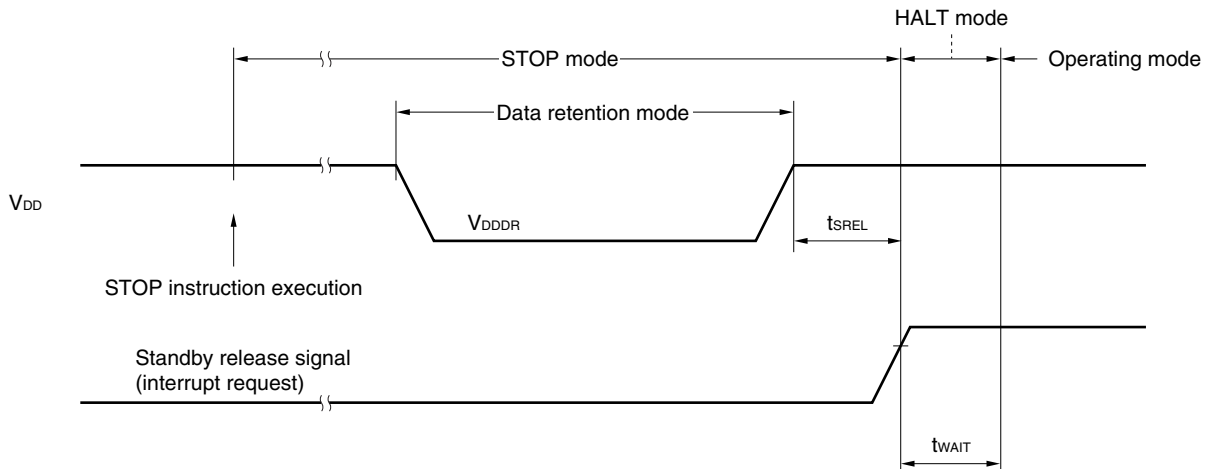 HALT mode
STOP mode
Operating mode
Data retention mode
VDD
VDDDR
tSREL
STOP instruction execution
Standby release signal
(interrupt request)
tWAIT